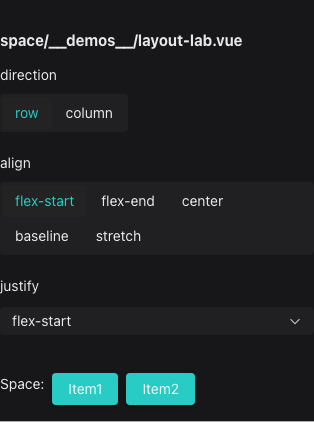 space/__demos__/layout-lab.vue
direction
row column
align
flex-start flex-end center
baseline stretch
justify
flex-start
Space: Item1 Item2